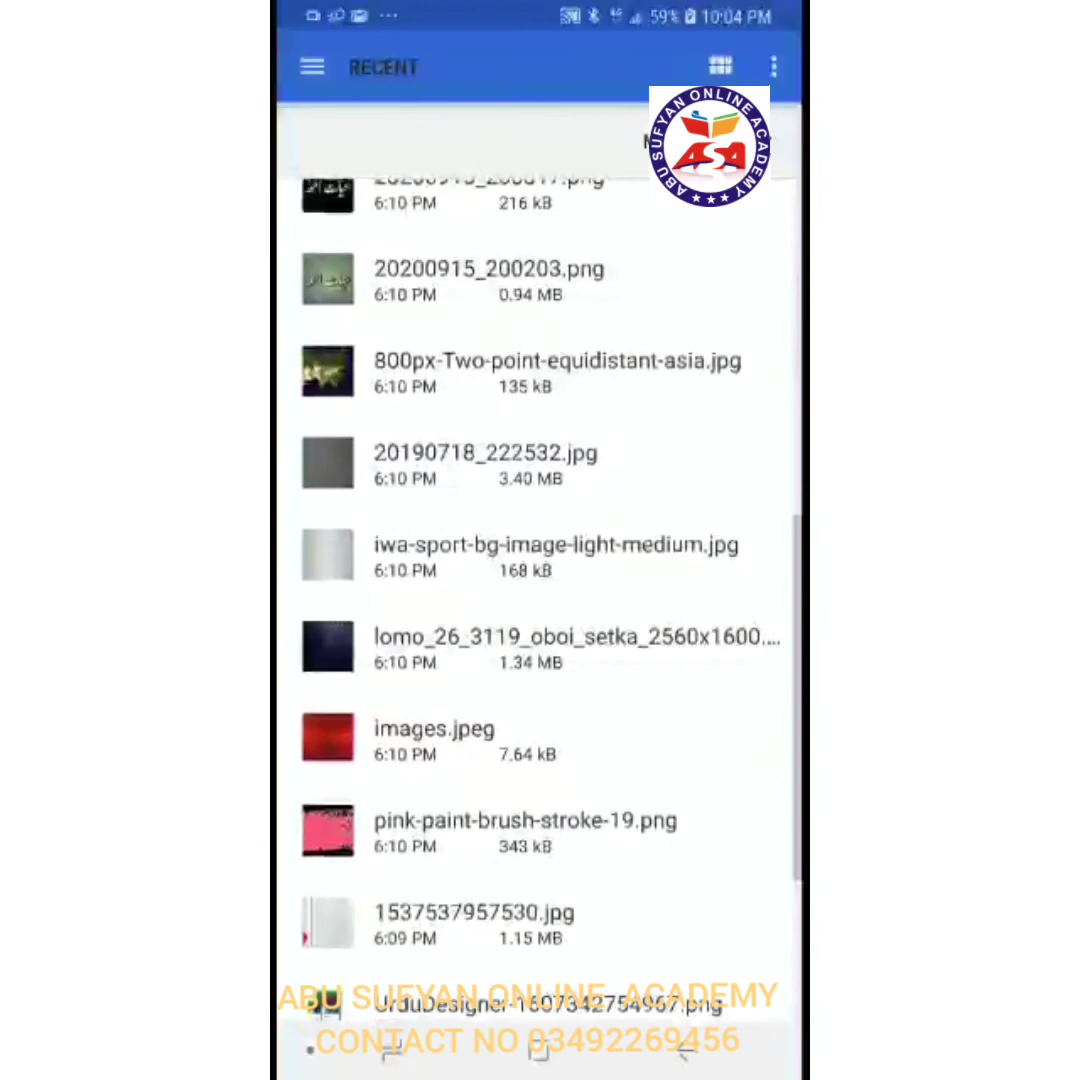 59% 10:04 PM
RECENT
ABU SUFYAN ONLINE ACADEMY
ASA
6:10 PM 216 kB
20200915_200203.png
6:10 PM 0.94 MB
800px-Two-point-equidistant-asia.jpg
6:10 PM 135 kB
20190718_222532.jpg
6:10 PM 3.40 MB
iwa-sport-bg-image-light-medium.jpg
6:10 PM 168 kB
lomo_26_3119_oboi_setka_2560x1600....
6:10 PM 1.34 MB
images.jpeg
6:10 PM 7.64 kB
pink-paint-brush-stroke-19.png
6:10 PM 343 kB
1537537957530.jpg
6:09 PM 1.15 MB
UrduDesigner-1607342754967.png
ABU SUFYAN ONLINE ACADEMY
CONTACT NO 03492269456